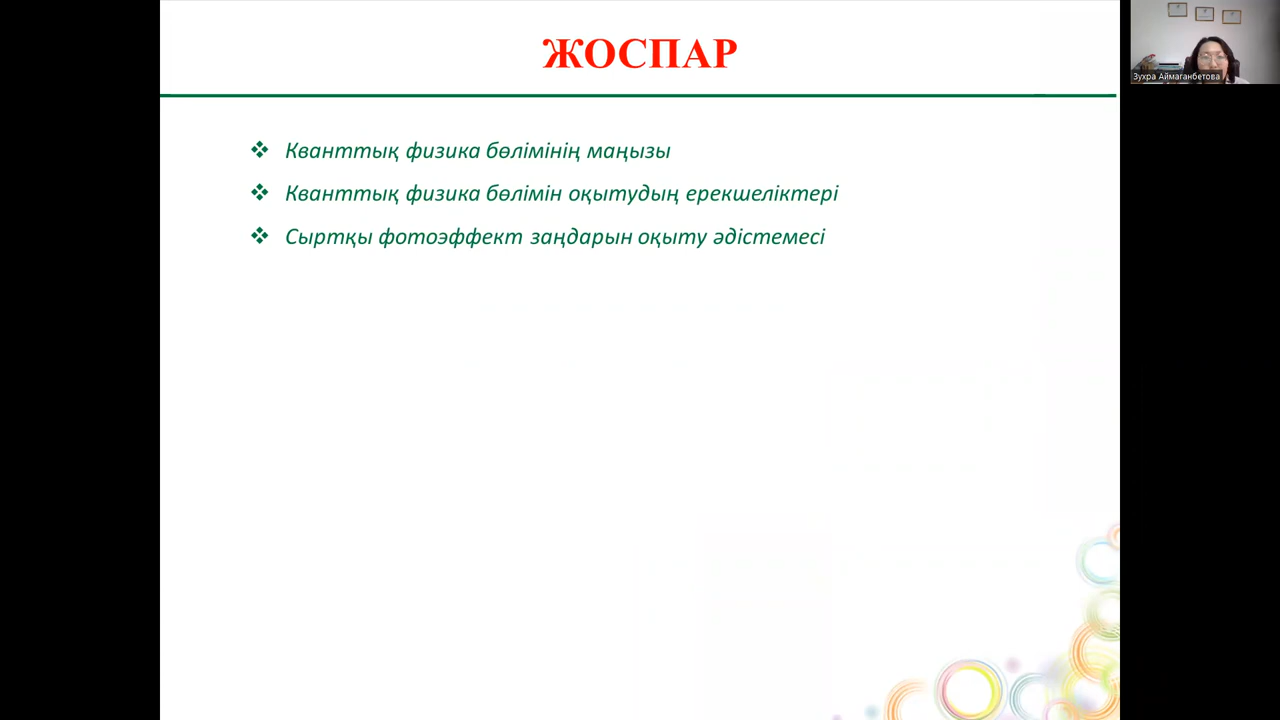 ЖОСПАР
Кванттық физика бөлімінің маңызы
Кванттық физика бөлімін оқытудың ерекшеліктері
Сыртқы фотоэффект заңдарын оқыту әдістемесі
Зухра Аймаганбетова